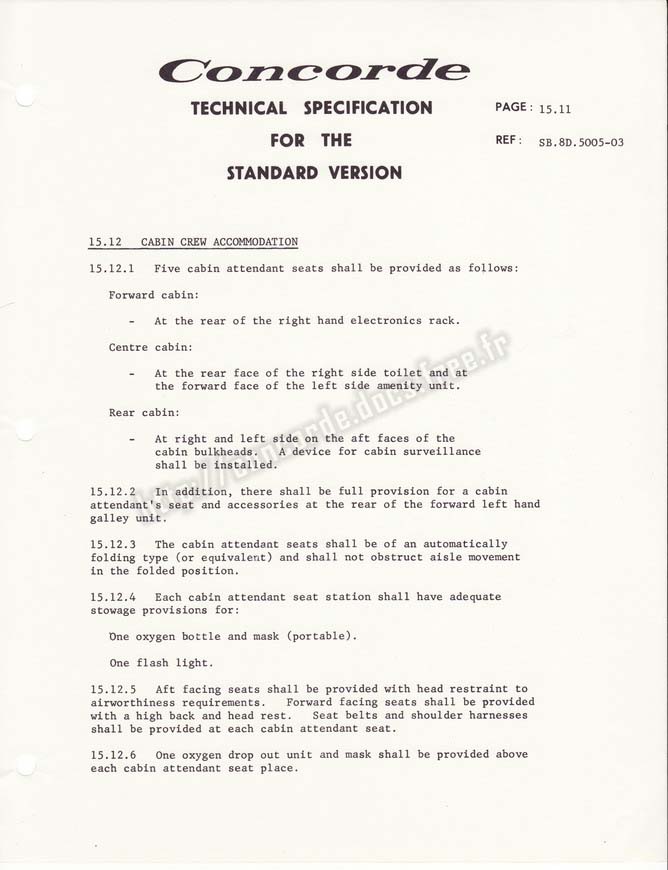 Concorde
TECHNICAL SPECIFICATION
FOR THE
STANDARD VERSION
PAGE: 15.11
REF: SB.8D.5005-03
15.12 CABIN CREW ACCOMMODATION
15.12.1 Five cabin attendant seats shall be provided as follows:
Forward cabin:
- At the rear of the right hand electronics rack.
Centre cabin:
- At the rear face of the right side toilet and at
the forward face of the left side amenity unit.
Rear cabin:
- At right and left side on the aft faces of the
cabin bulkheads. A device for cabin surveillance
shall be installed.
15.12.2 In addition, there shall be full provision for a cabin
attendant's seat and accessories at the rear of the forward left hand
galley unit.
15.12.3 The cabin attendant seats shall be of an automatically
folding type (or equivalent) and shall not obstruct aisle movement
in the folded position.
15.12.4 Each cabin attendant seat station shall have adequate
stowage provisions for:
One oxygen bottle and mask (portable).
One flash light.
15.12.5 Aft facing seats shall be provided with head restraint to
airworthiness requirements. Forward facing seats shall be provided
with a high back and head rest. Seat belts and shoulder harnesses
shall be provided at each cabin attendant seat.
15.12.6 One oxygen drop out unit and mask shall be provided above
each cabin attendant seat place.
http://concorde.docs.free.fr